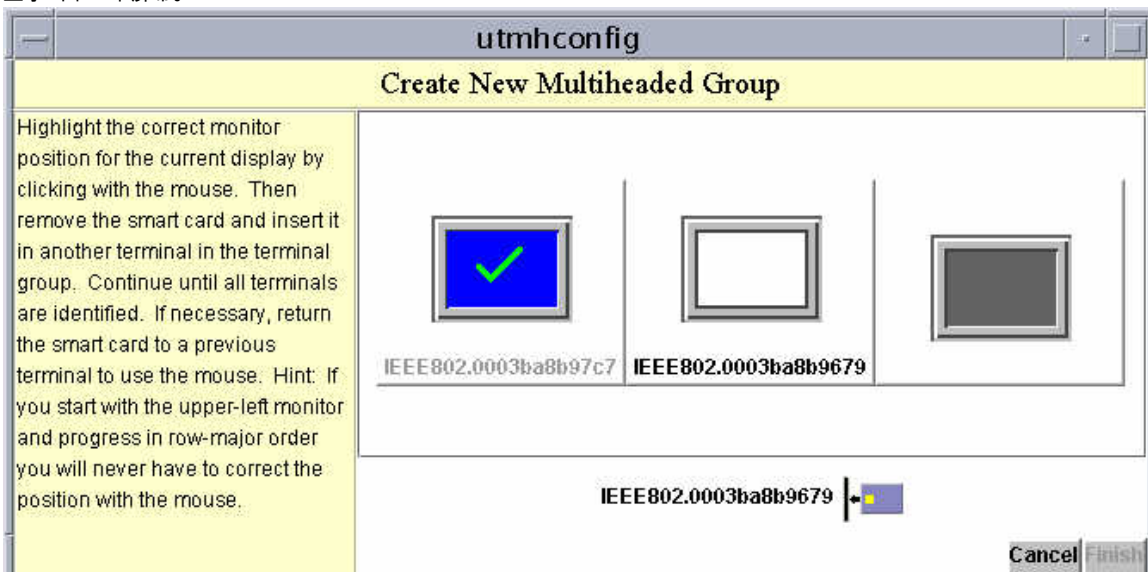 utmhconfig
Create New Multiheaded Group
Highlight the correct monitor
position for the current display by
clicking with the mouse. Then
remove the smart card and insert it
in another terminal in the terminal
group. Continue until all terminals
are identified. If necessary, return
the smart card to a previous
terminal to use the mouse. Hint: If
you start with the upper-left monitor
and progress in row-major order
you will never have to correct the
position with the mouse.
IEEE802.0003ba8b97c7
IEEE802.0003ba8b9679
IEEE802.0003ba8b9679
Cancel
Finish